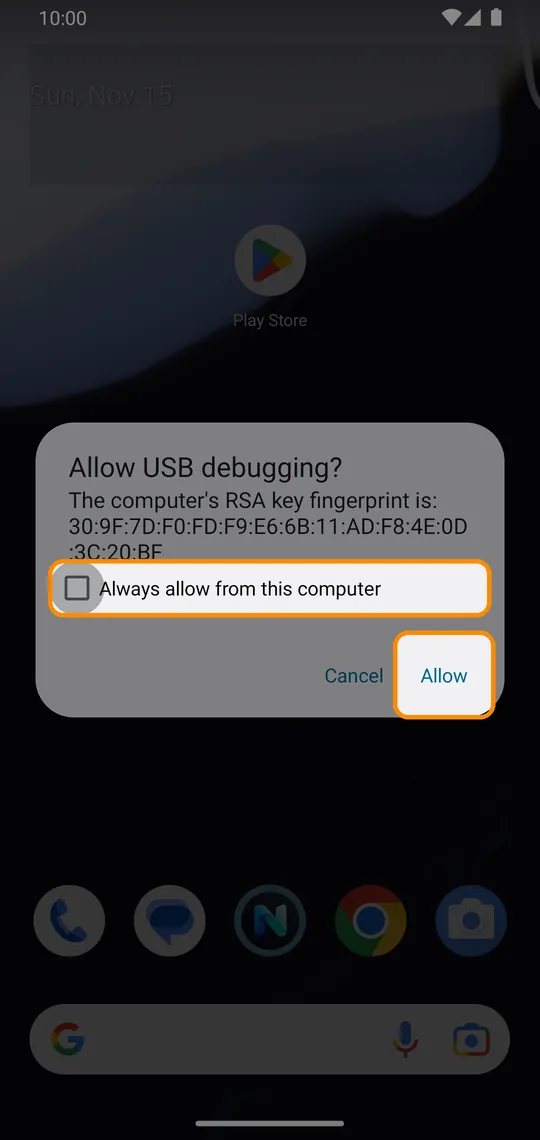 10:00
Sun, Nov 15
Play Store
Allow USB debugging?
The computer's RSA key fingerprint is:
30:9F:7D:F0:FD:F9:E6:6B:11:AD:F8:4E:0D
:3C:20:BF
Always allow from this computer
Cancel
Allow